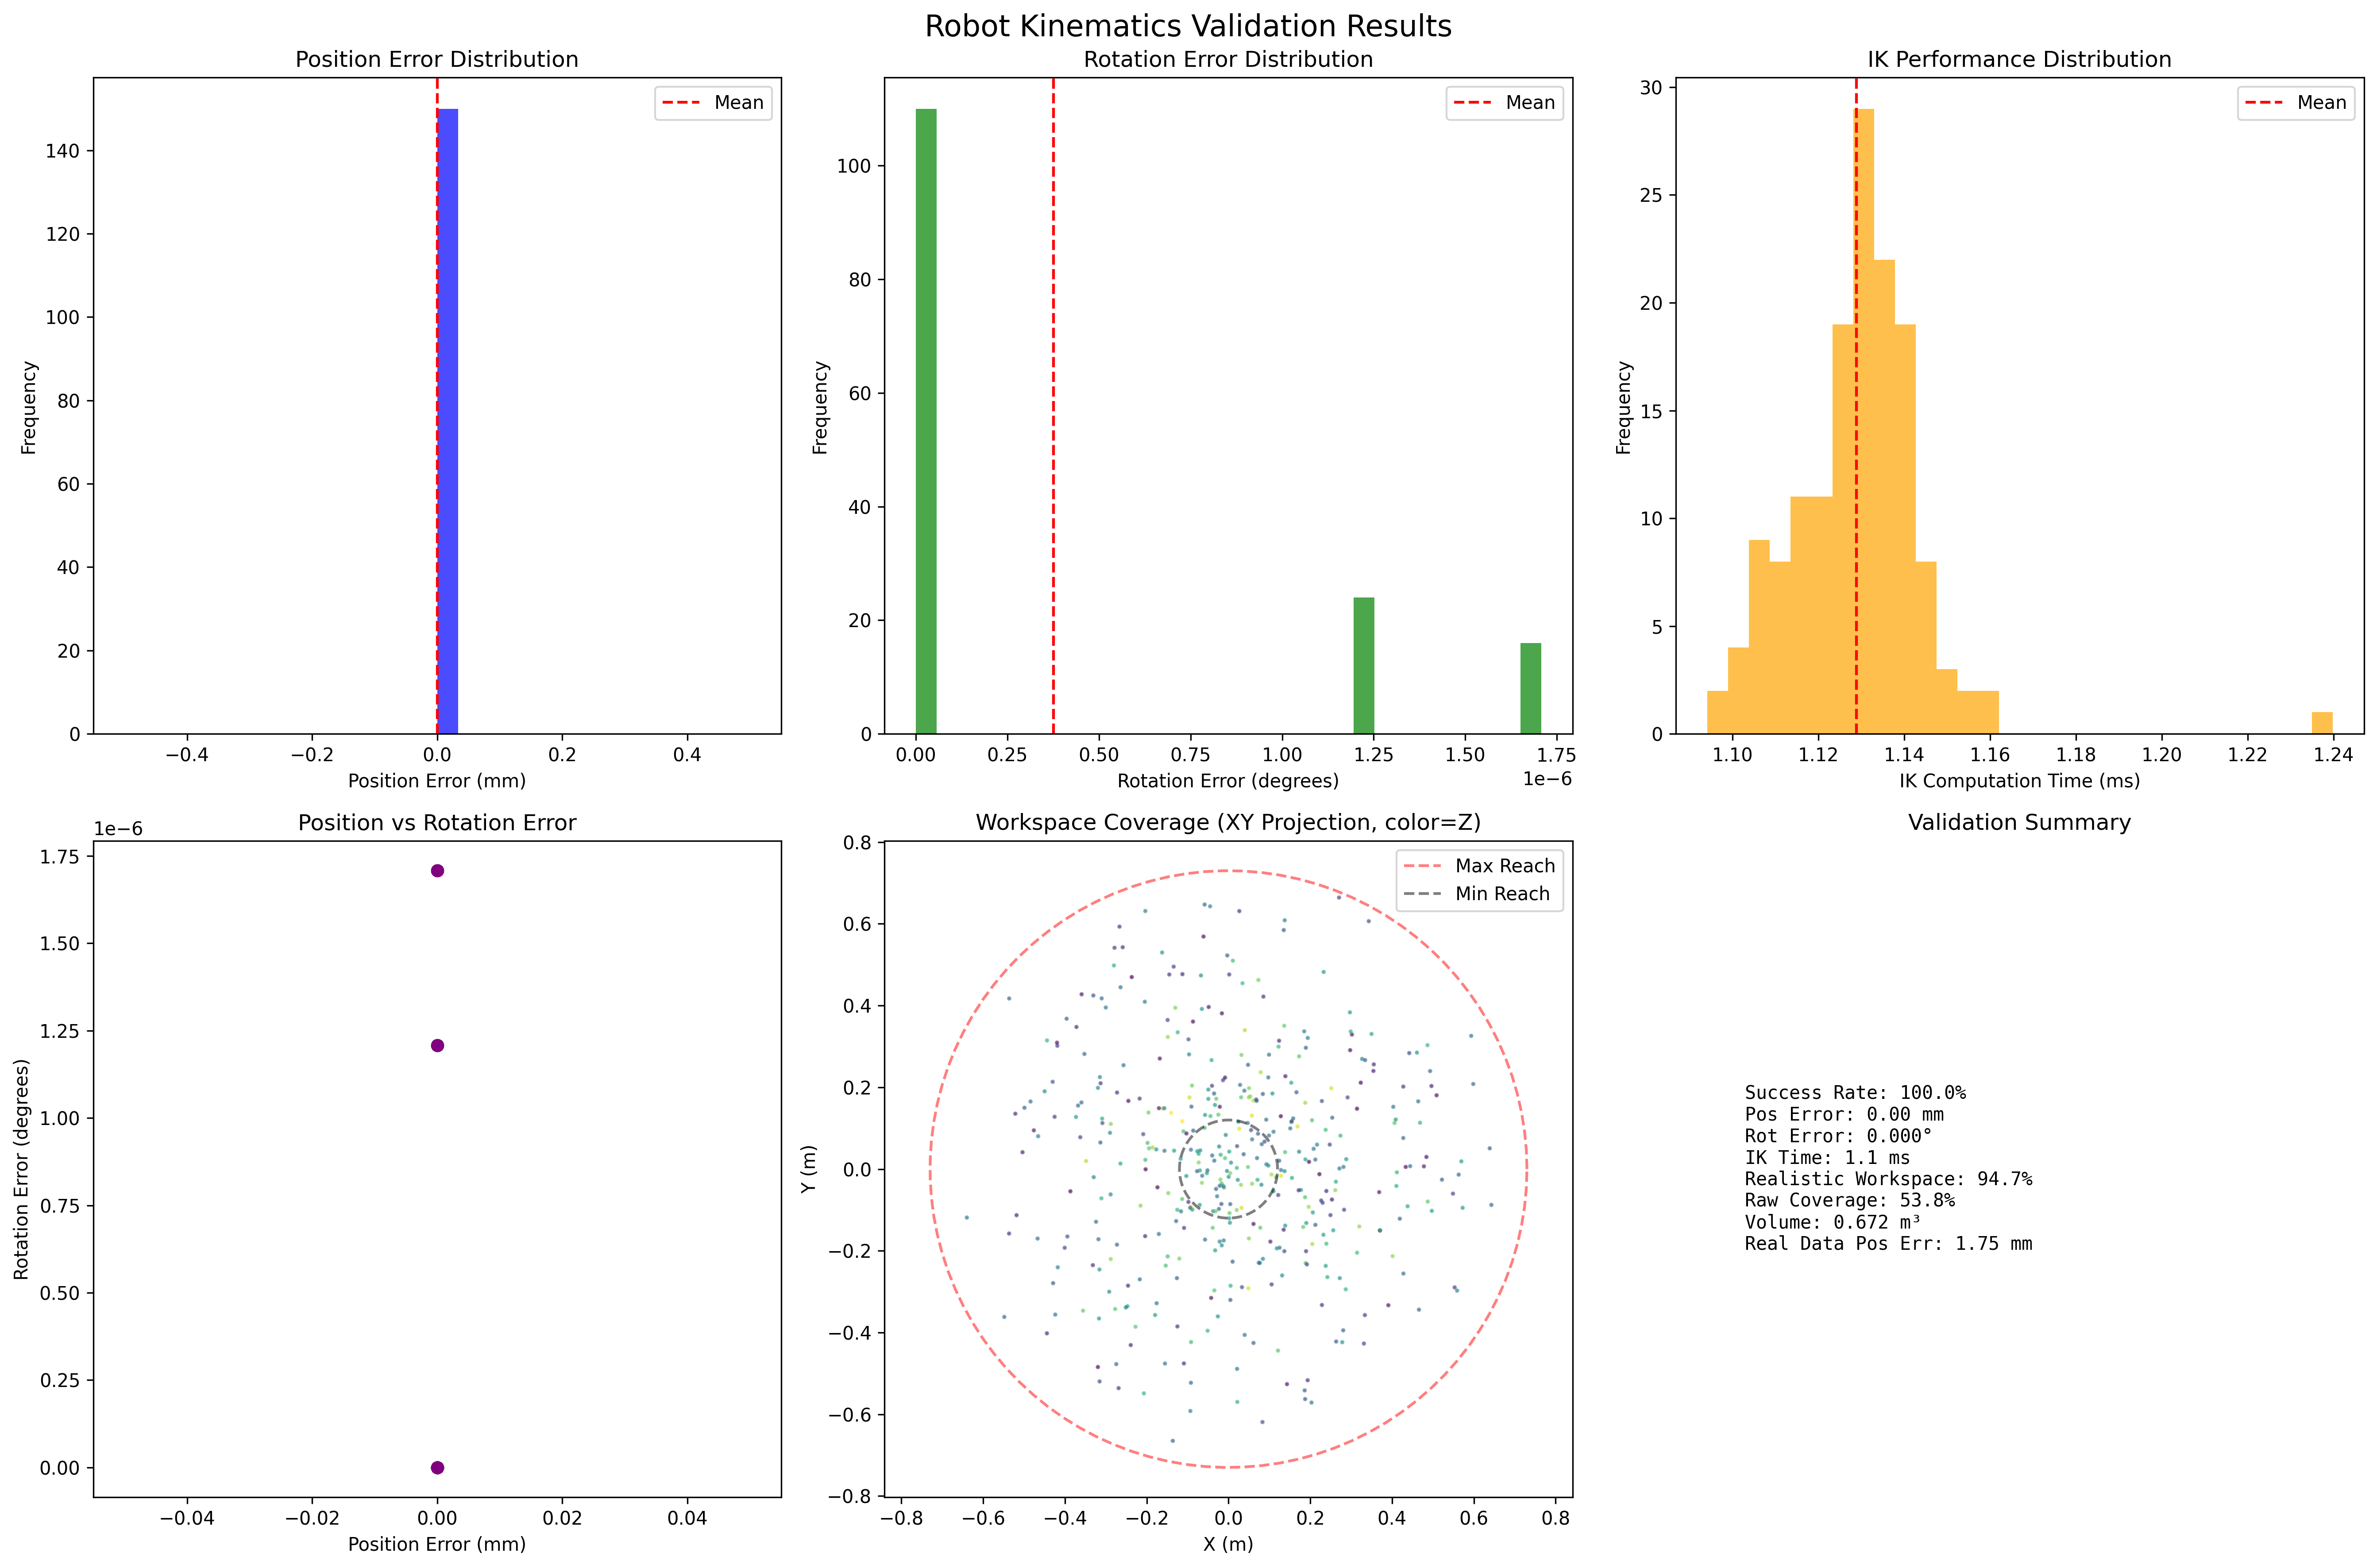 Robot Kinematics Validation Results
Position Error Distribution
Mean
Frequency
140
120
100
80
60
40
20
0
−0.4 −0.2 0.0 0.2 0.4
Position Error (mm)
Rotation Error Distribution
Mean
Frequency
100
80
60
40
20
0
0.00 0.25 0.50 0.75 1.00 1.25 1.50 1.75
1e−6
Rotation Error (degrees)
IK Performance Distribution
Mean
Frequency
30
25
20
15
10
5
0
1.10 1.12 1.14 1.16 1.18 1.20 1.22 1.24
IK Computation Time (ms)
Position vs Rotation Error
1e−6
Rotation Error (degrees)
1.75
1.50
1.25
1.00
0.75
0.50
0.25
0.00
−0.04 −0.02 0.00 0.02 0.04
Position Error (mm)
Workspace Coverage (XY Projection, color=Z)
Max Reach
Min Reach
Y (m)
0.8
0.6
0.4
0.2
0.0
−0.2
−0.4
−0.6
−0.8
−0.8 −0.6 −0.4 −0.2 0.0 0.2 0.4 0.6 0.8
X (m)
Validation Summary
Success Rate: 100.0%
Pos Error: 0.00 mm
Rot Error: 0.000°
IK Time: 1.1 ms
Realistic Workspace: 94.7%
Raw Coverage: 53.8%
Volume: 0.672 m³
Real Data Pos Err: 1.75 mm